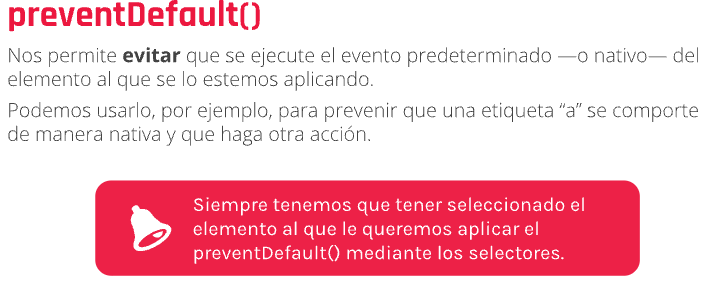 preventDefault()
Nos permite evitar que se ejecute el evento predeterminado —o nativo— del
elemento al que se lo estemos aplicando.
Podemos usarlo, por ejemplo, para prevenir que una etiqueta “a” se comporte
de manera nativa y que haga otra acción.
Siempre tenemos que tener seleccionado el
elemento al que le queremos aplicar el
preventDefault() mediante los selectores.